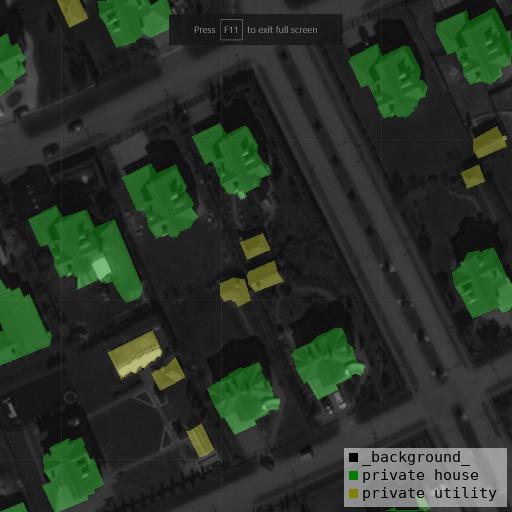 Press F11 to exit full screen
_background_
private house
private utility